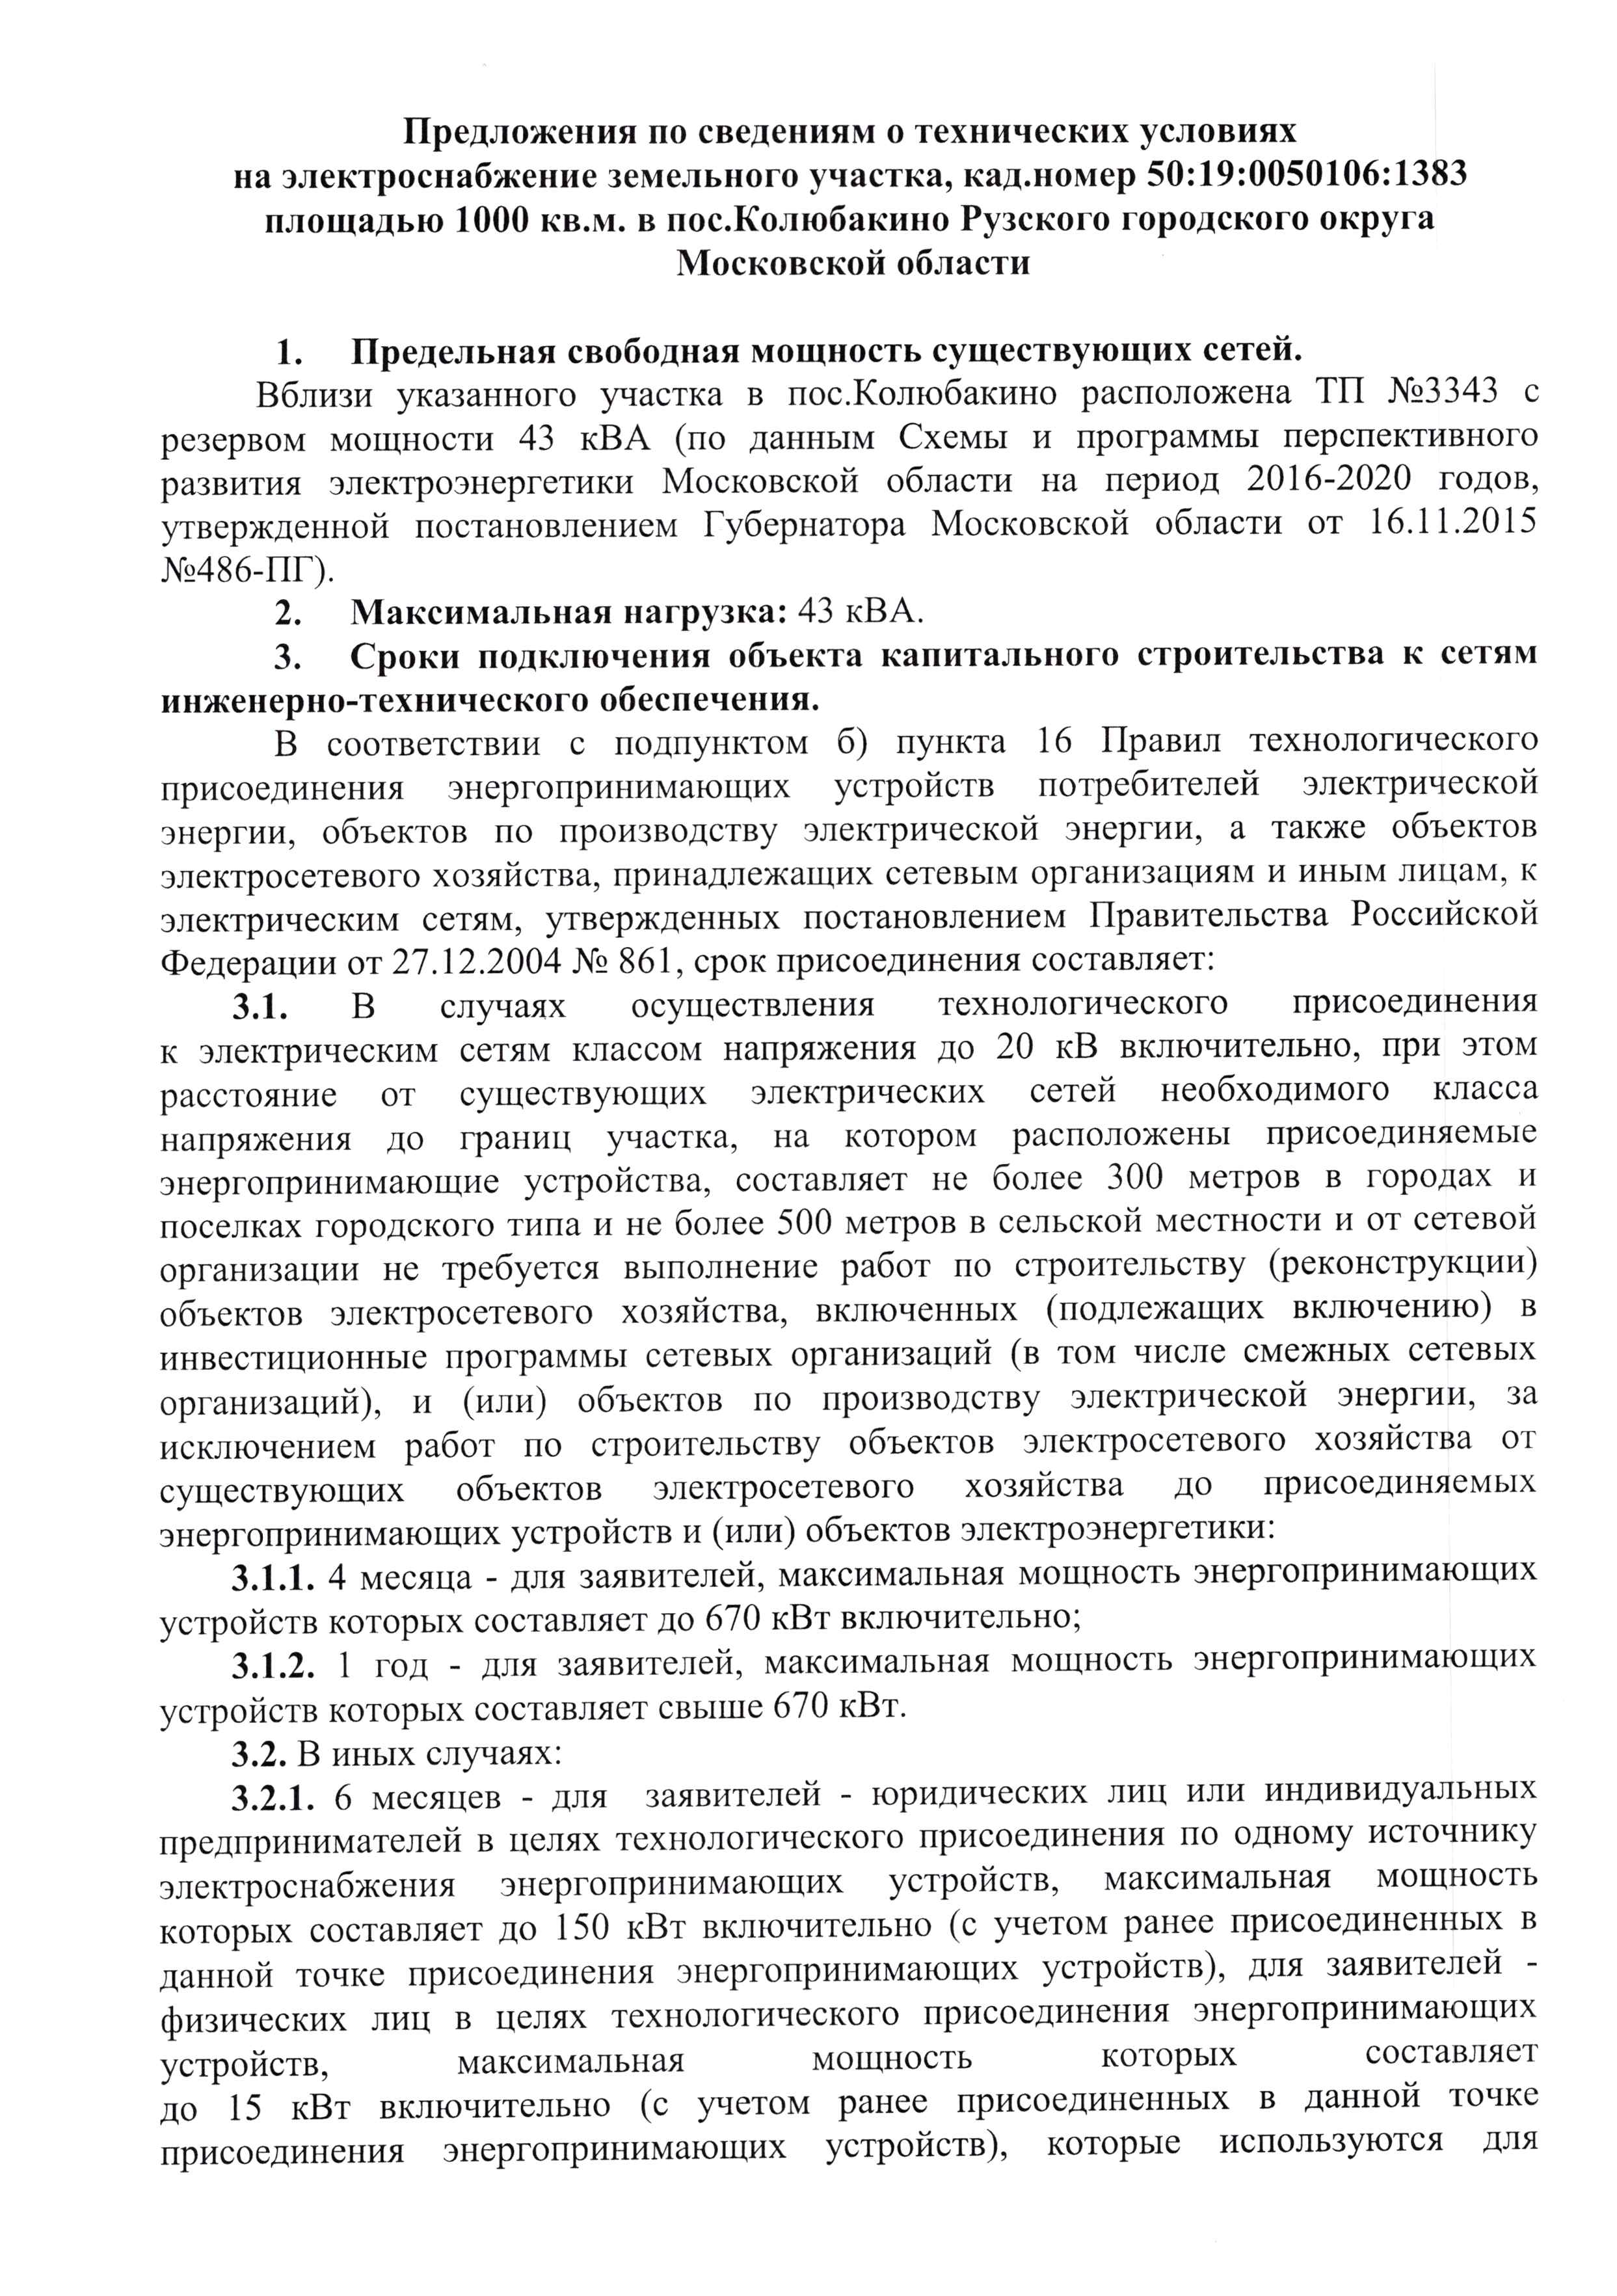 Предложения по сведениям о технических условиях
на электроснабжение земельного участка, кад.номер 50:19:0050106:1383
площадью 1000 кв.м. в пос.Колюбакино Рузского городского округа
Московской области
1. Предельная свободная мощность существующих сетей.
Вблизи указанного участка в пос.Колюбакино расположена ТП №3343 с
резервом мощности 43 кВА (по данным Схемы и программы перспективного
развития электроэнергетики Московской области на период 2016-2020 годов,
утвержденной постановлением Губернатора Московской области от 16.11.2015
№486-ПГ).
2. Максимальная нагрузка: 43 кВА.
3. Сроки подключения объекта капитального строительства к сетям
инженерно-технического обеспечения.
В соответствии с подпунктом б) пункта 16 Правил технологического
присоединения энергопринимающих устройств потребителей электрической
энергии, объектов по производству электрической энергии, а также объектов
электросетевого хозяйства, принадлежащих сетевым организациям и иным лицам, к
электрическим сетям, утвержденных постановлением Правительства Российской
Федерации от 27.12.2004 № 861, срок присоединения составляет:
3.1. В случаях осуществления технологического присоединения
к электрическим сетям классом напряжения до 20 кВ включительно, при этом
расстояние от существующих электрических сетей необходимого класса
напряжения до границ участка, на котором расположены присоединяемые
энергопринимающие устройства, составляет не более 300 метров в городах и
поселках городского типа и не более 500 метров в сельской местности и от сетевой
организации не требуется выполнение работ по строительству (реконструкции)
объектов электросетевого хозяйства, включенных (подлежащих включению) в
инвестиционные программы сетевых организаций (в том числе смежных сетевых
организаций), и (или) объектов по производству электрической энергии, за
исключением работ по строительству объектов электросетевого хозяйства от
существующих объектов электросетевого хозяйства до присоединяемых
энергопринимающих устройств и (или) объектов электроэнергетики:
3.1.1. 4 месяца - для заявителей, максимальная мощность энергопринимающих
устройств которых составляет до 670 кВт включительно;
3.1.2. 1 год - для заявителей, максимальная мощность энергопринимающих
устройств которых составляет свыше 670 кВт.
3.2. В иных случаях:
3.2.1. 6 месяцев - для заявителей - юридических лиц или индивидуальных
предпринимателей в целях технологического присоединения по одному источнику
электроснабжения энергопринимающих устройств, максимальная мощность
которых составляет до 150 кВт включительно (с учетом ранее присоединенных в
данной точке присоединения энергопринимающих устройств), для заявителей -
физических лиц в целях технологического присоединения энергопринимающих
устройств, максимальная мощность которых составляет
до 15 кВт включительно (с учетом ранее присоединенных в данной точке
присоединения энергопринимающих устройств), которые используются для